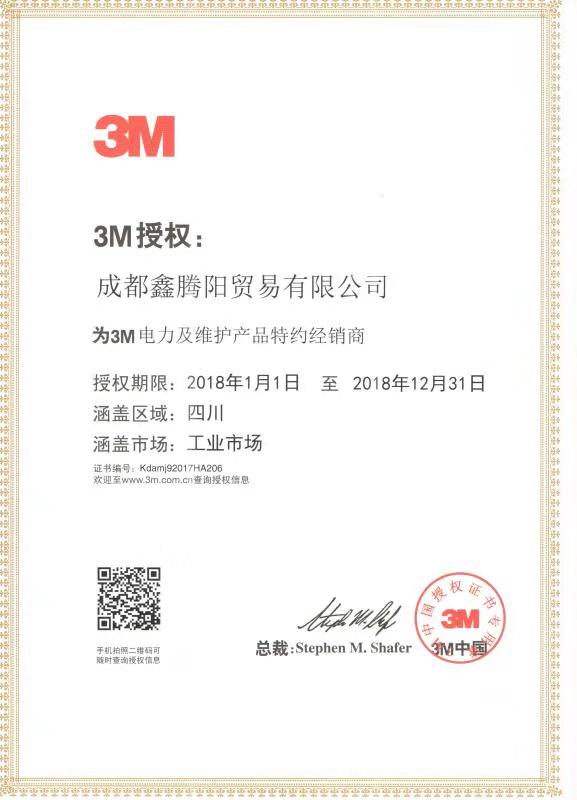 3M
3M授权：
成都鑫腾阳贸易有限公司
为3M 电力及维护产品特约经销商
授权期限：2018年1月1日 至 2018年12月31日
涵盖区域：四川
涵盖市场：工业市场
证书编号：Kdamj92017HA206
欢迎至www.3m.com.cn查询授权信息
手机拍照二维码可
随时查询授权信息
总裁:Stephen M. Shafer
3M
3M中国
中国授权证书专用章